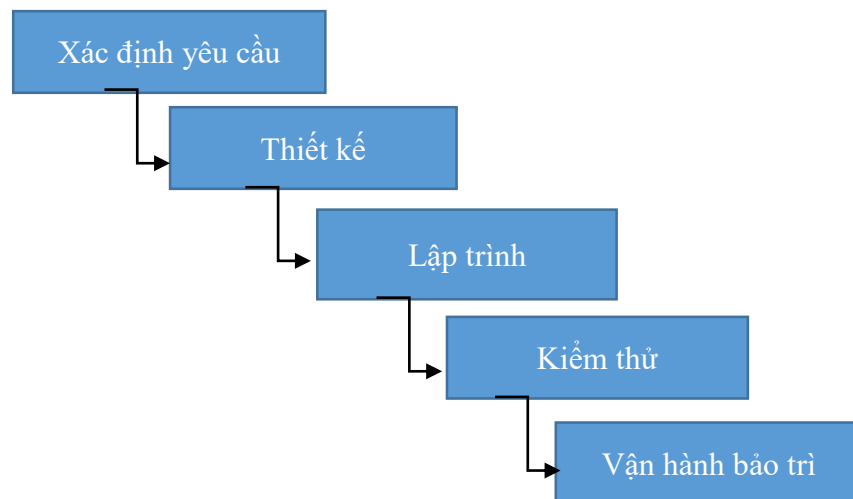 Xác định yêu cầu
Thiết kế
Lập trình
Kiểm thử
Vận hành bảo trì